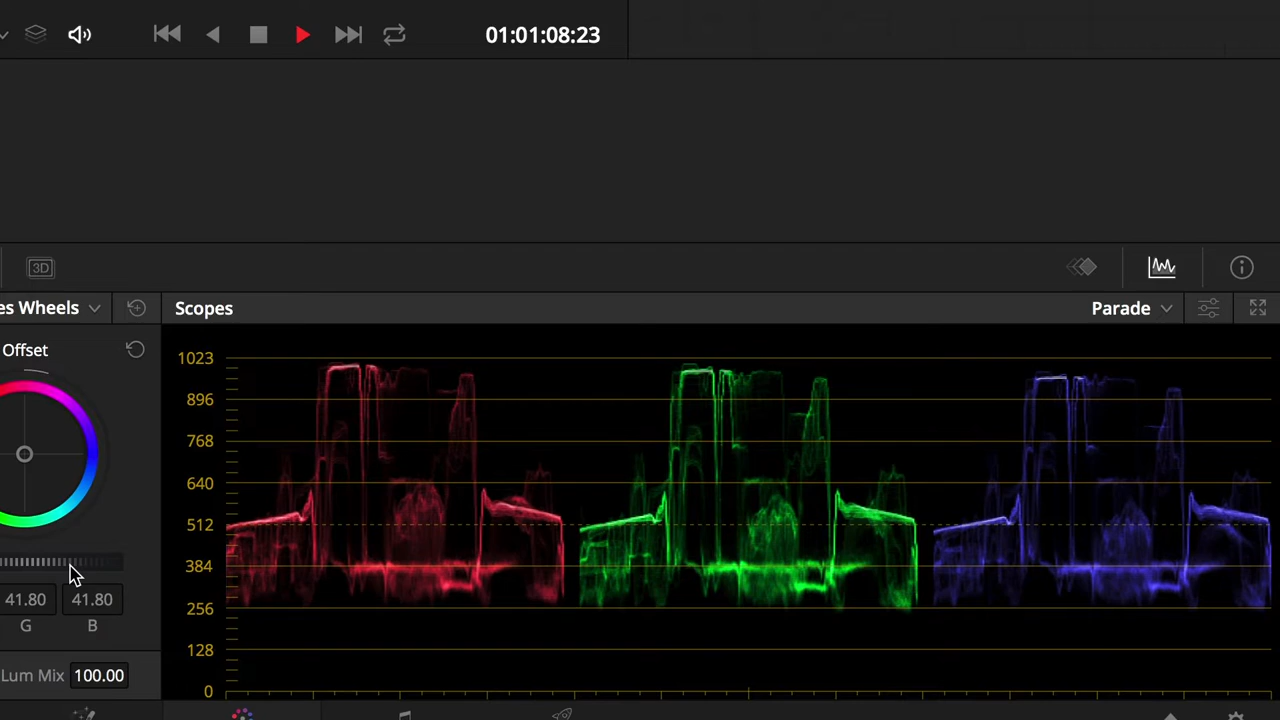 01:01:08:23
3D
es Wheels
Scopes
Parade
Offset
1023
896
768
640
512
384
256
128
0
41.80 41.80
G B
Lum Mix 100.00